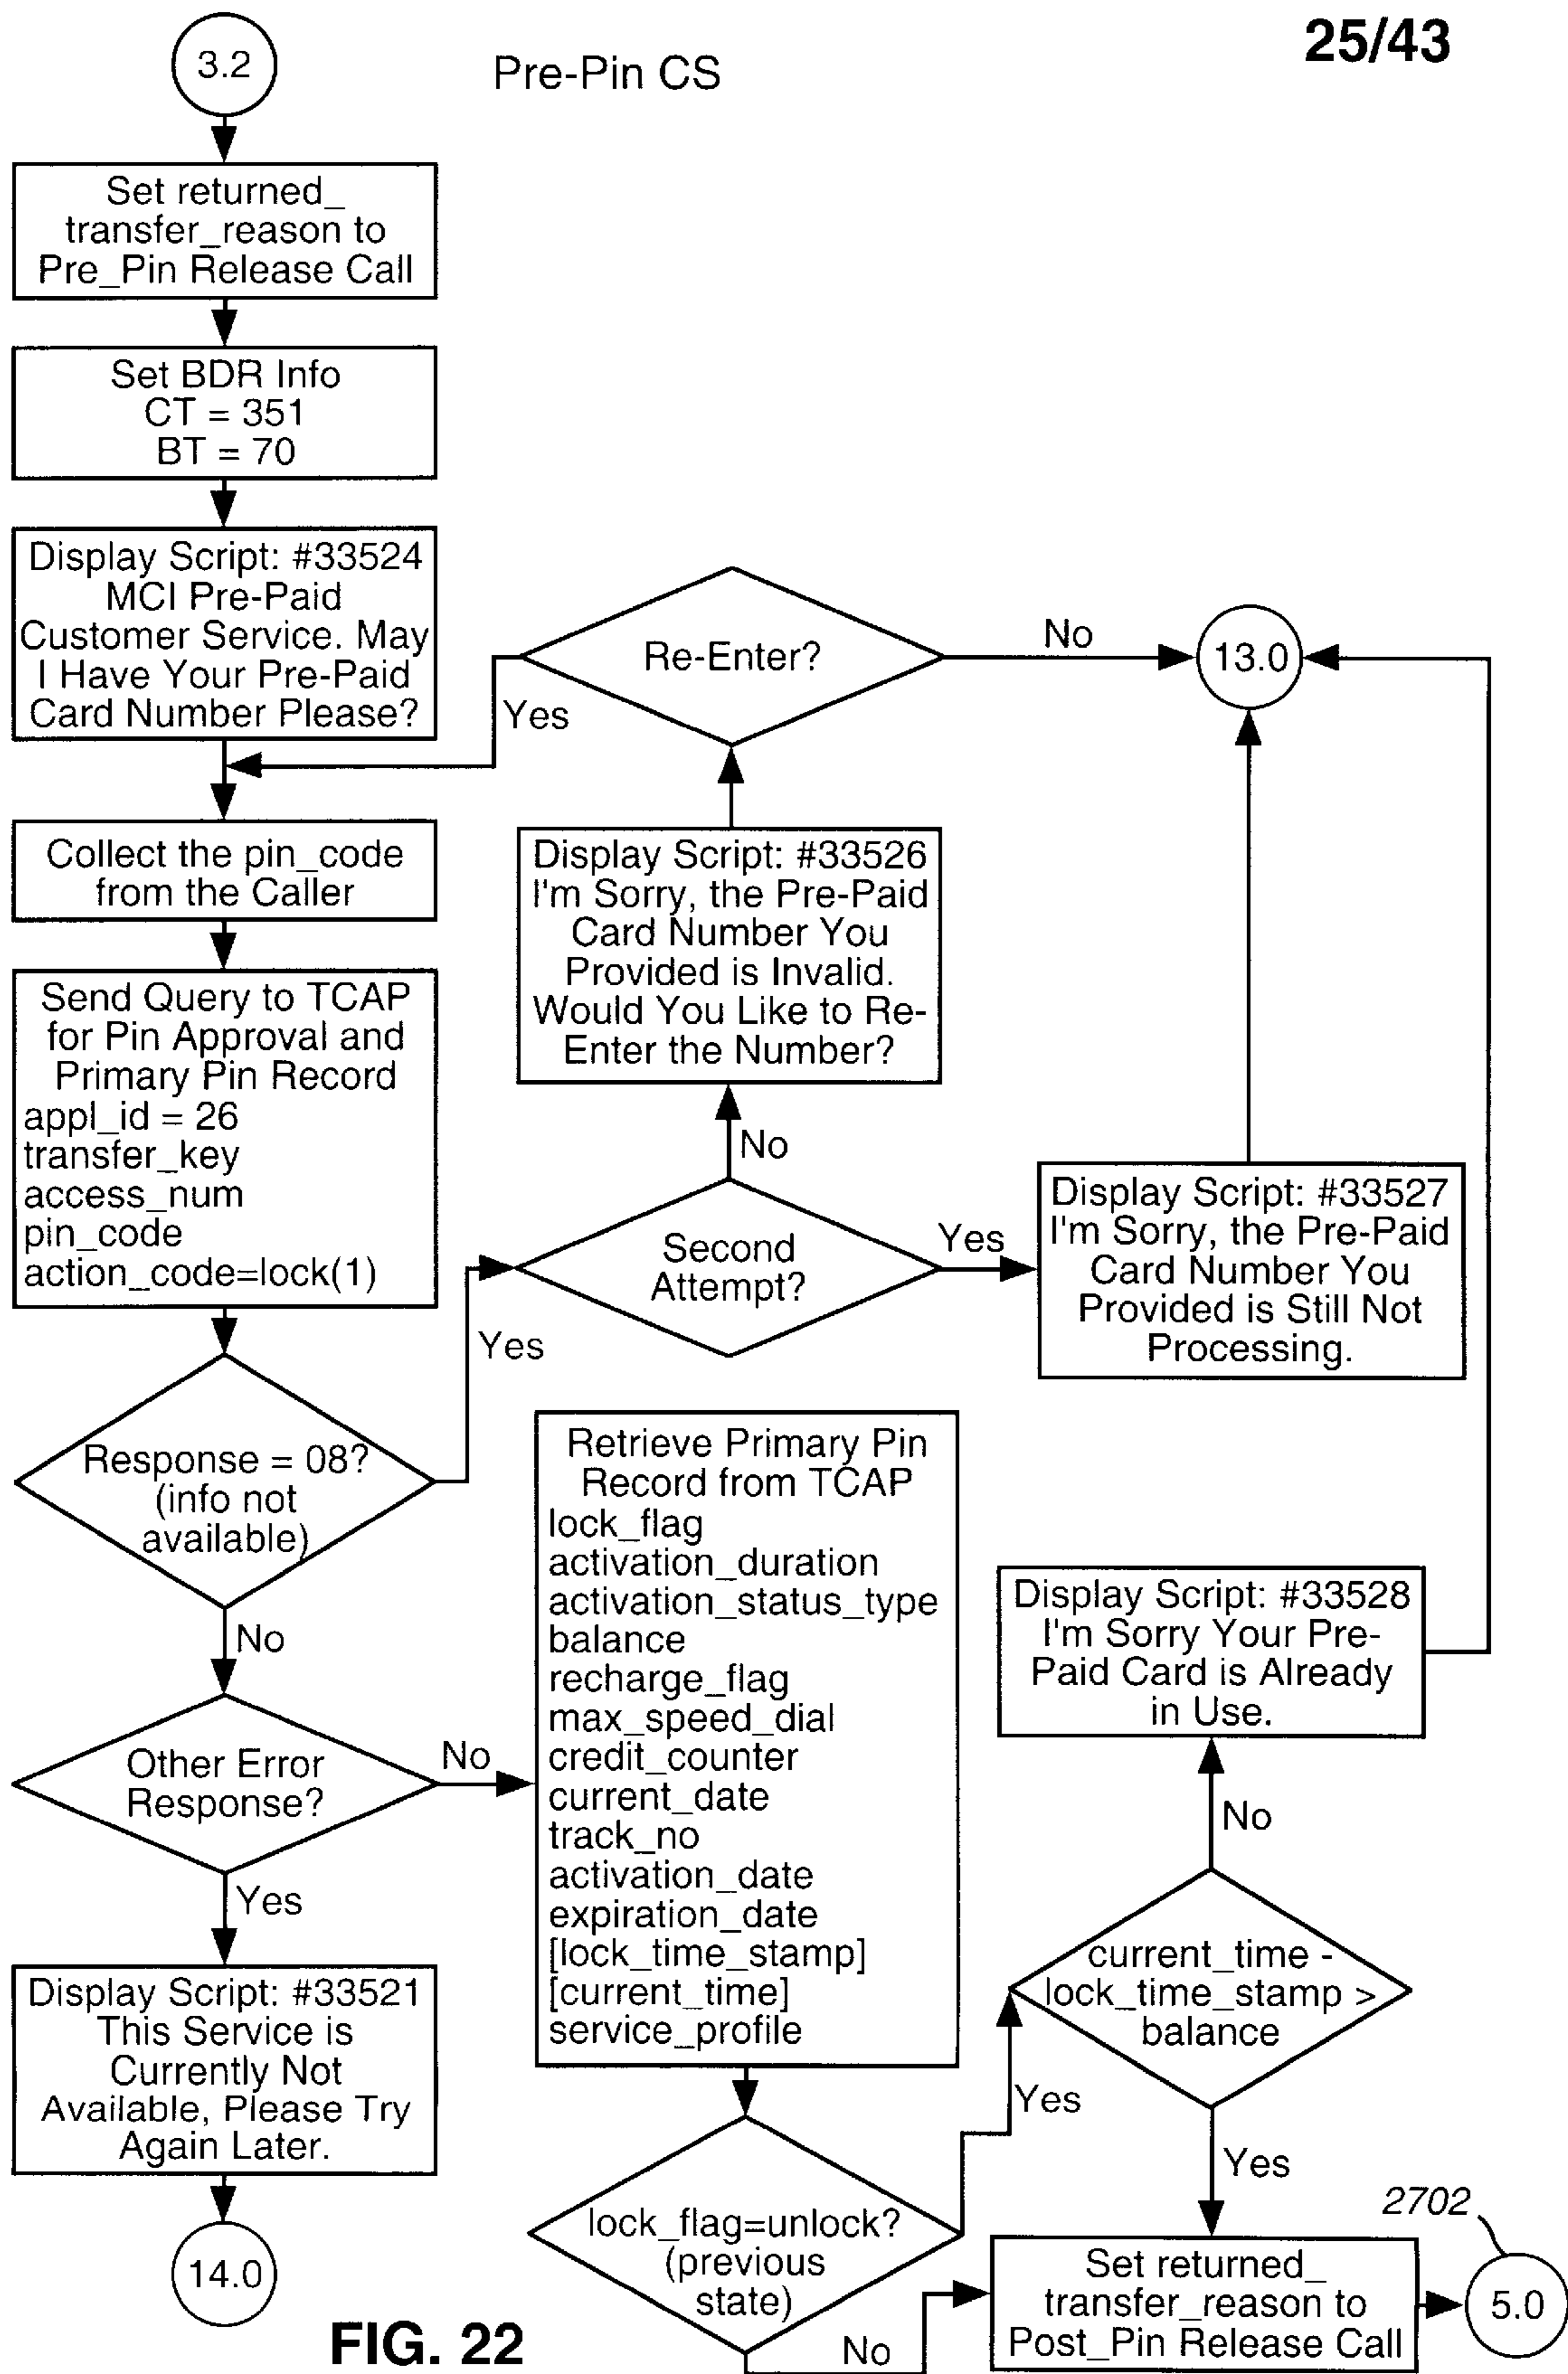 25/43
Pre-Pin CS
3.2
Set returned_
transfer_reason to
Pre_Pin Release Call
Set BDR Info
CT = 351
BT = 70
Display Script: #33524
MCI Pre-Paid
Customer Service. May
I Have Your Pre-Paid
Card Number Please?
Re-Enter?
No
13.0
Yes
Collect the pin_code
from the Caller
Display Script: #33526
I'm Sorry, the Pre-Paid
Card Number You
Provided is Invalid.
Would You Like to Re-
Enter the Number?
Send Query to TCAP
for Pin Approval and
Primary Pin Record
appl_id = 26
transfer_key
access_num
pin_code
action_code=lock(1)
No
Second
Attempt?
Yes
Display Script: #33527
I'm Sorry, the Pre-Paid
Card Number You
Provided is Still Not
Processing.
Yes
Response = 08?
(info not
available)
No
Other Error
Response?
No
Retrieve Primary Pin
Record from TCAP
lock_flag
activation_duration
activation_status_type
balance
recharge_flag
max_speed_dial
credit_counter
current_date
track_no
activation_date
expiration_date
[lock_time_stamp]
[current_time]
service_profile
Display Script: #33528
I'm Sorry Your Pre-
Paid Card is Already
in Use.
No
current_time -
lock_time_stamp >
balance
Yes
Display Script: #33521
This Service is
Currently Not
Available, Please Try
Again Later.
14.0
Yes
Yes
lock_flag=unlock?
(previous
state)
No
Set returned_
transfer_reason to
Post_Pin Release Call
2702
5.0
FIG. 22